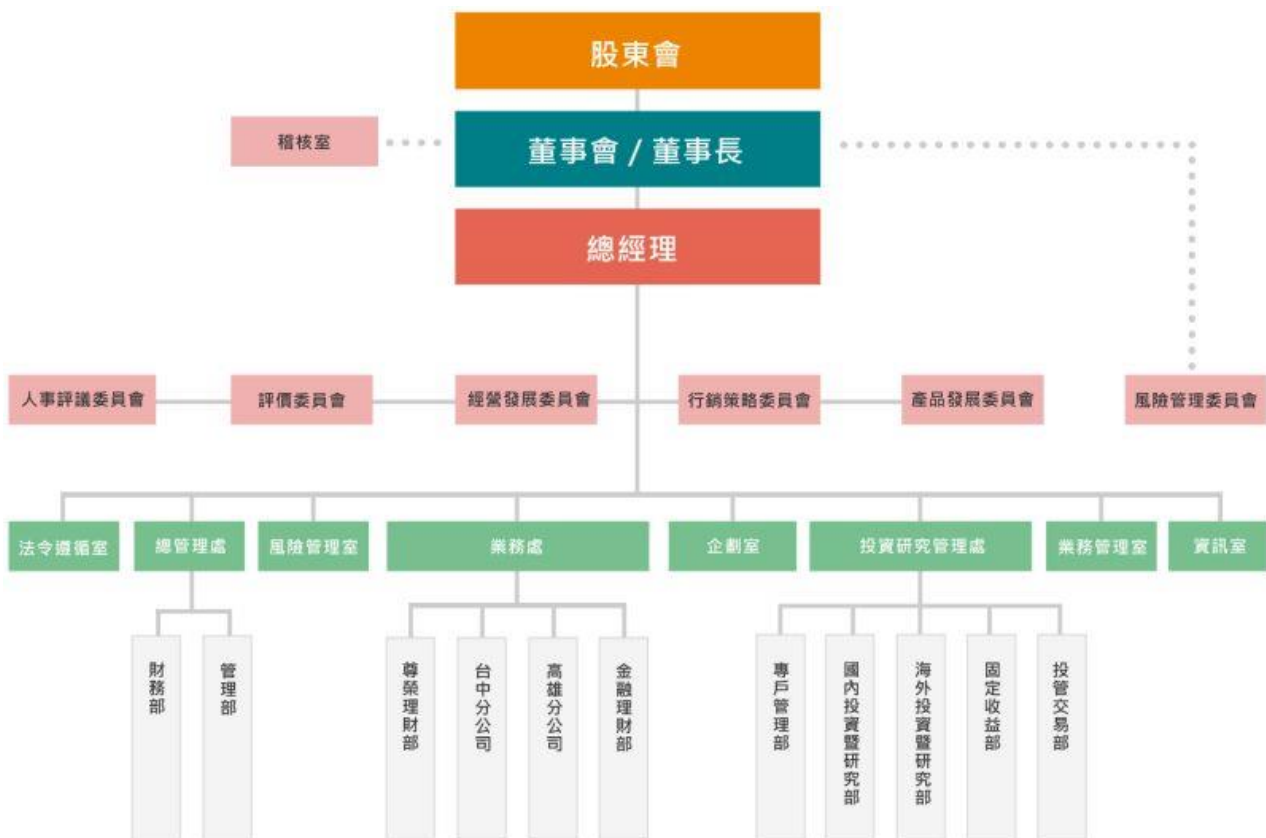 股東會
稽核室
董事會 / 董事長
總經理
人事評議委員會
評價委員會
經營發展委員會
行銷策略委員會
產品發展委員會
風險管理委員會
法令遵循室
總管理處
風險管理室
業務處
企劃室
投資研究管理處
業務管理室
資訊室
財務部
管理部
尊榮理財部
台中分公司
高雄分公司
金融理財部
專戶管理部
國內投資暨研究部
海外投資暨研究部
固定收益部
投管交易部